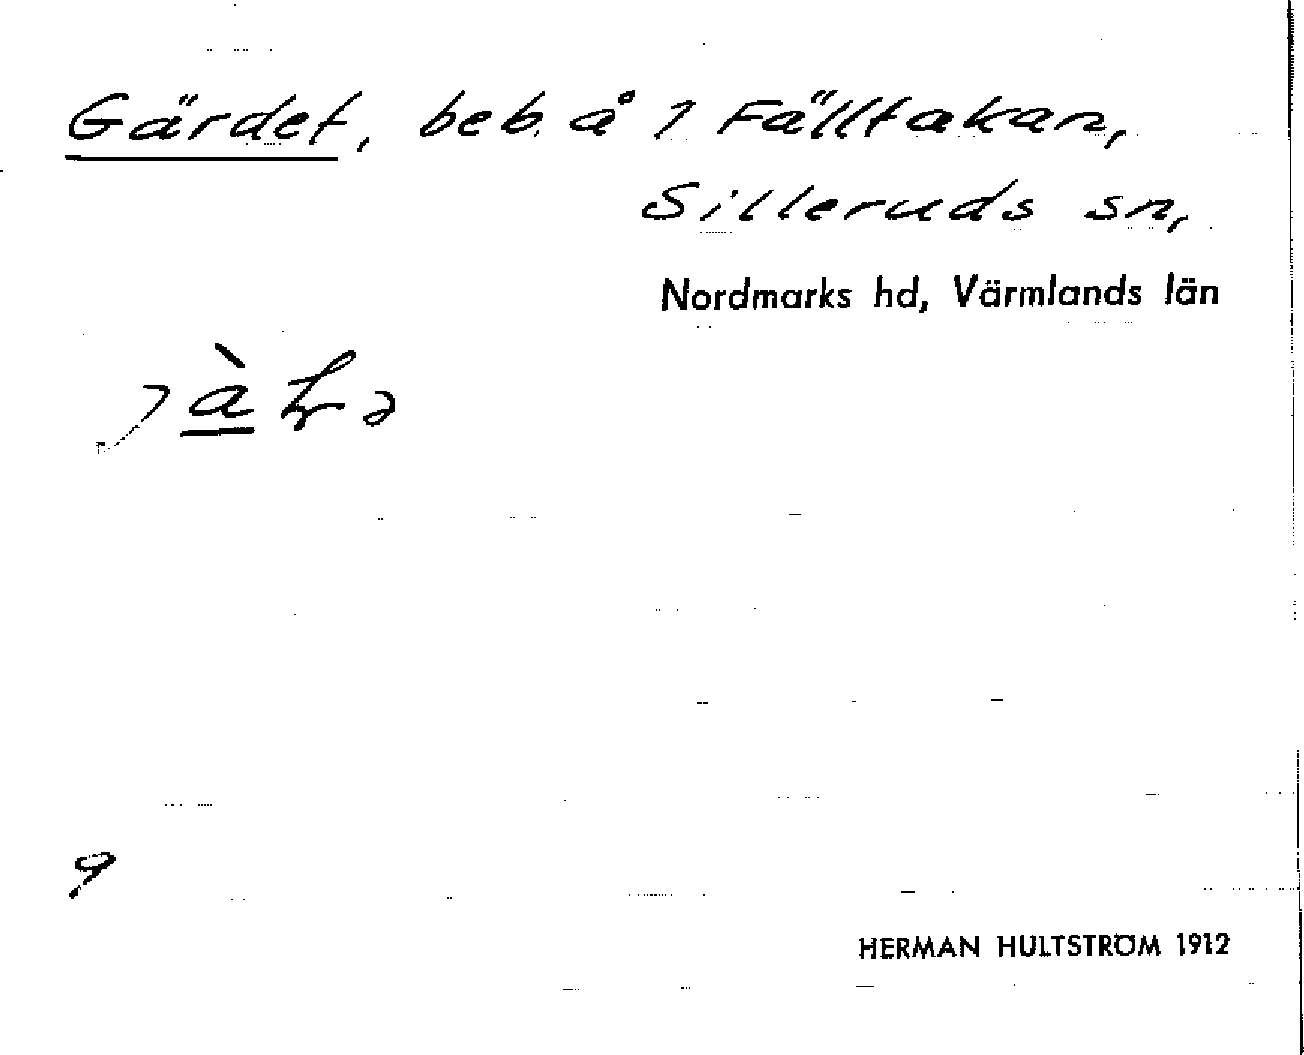 Gärdet, beb. å 1 Fälltakan,
Silleruds sn,
Nordmarks hd, Värmlands län
9
HERMAN HULTSTRÖM 1912